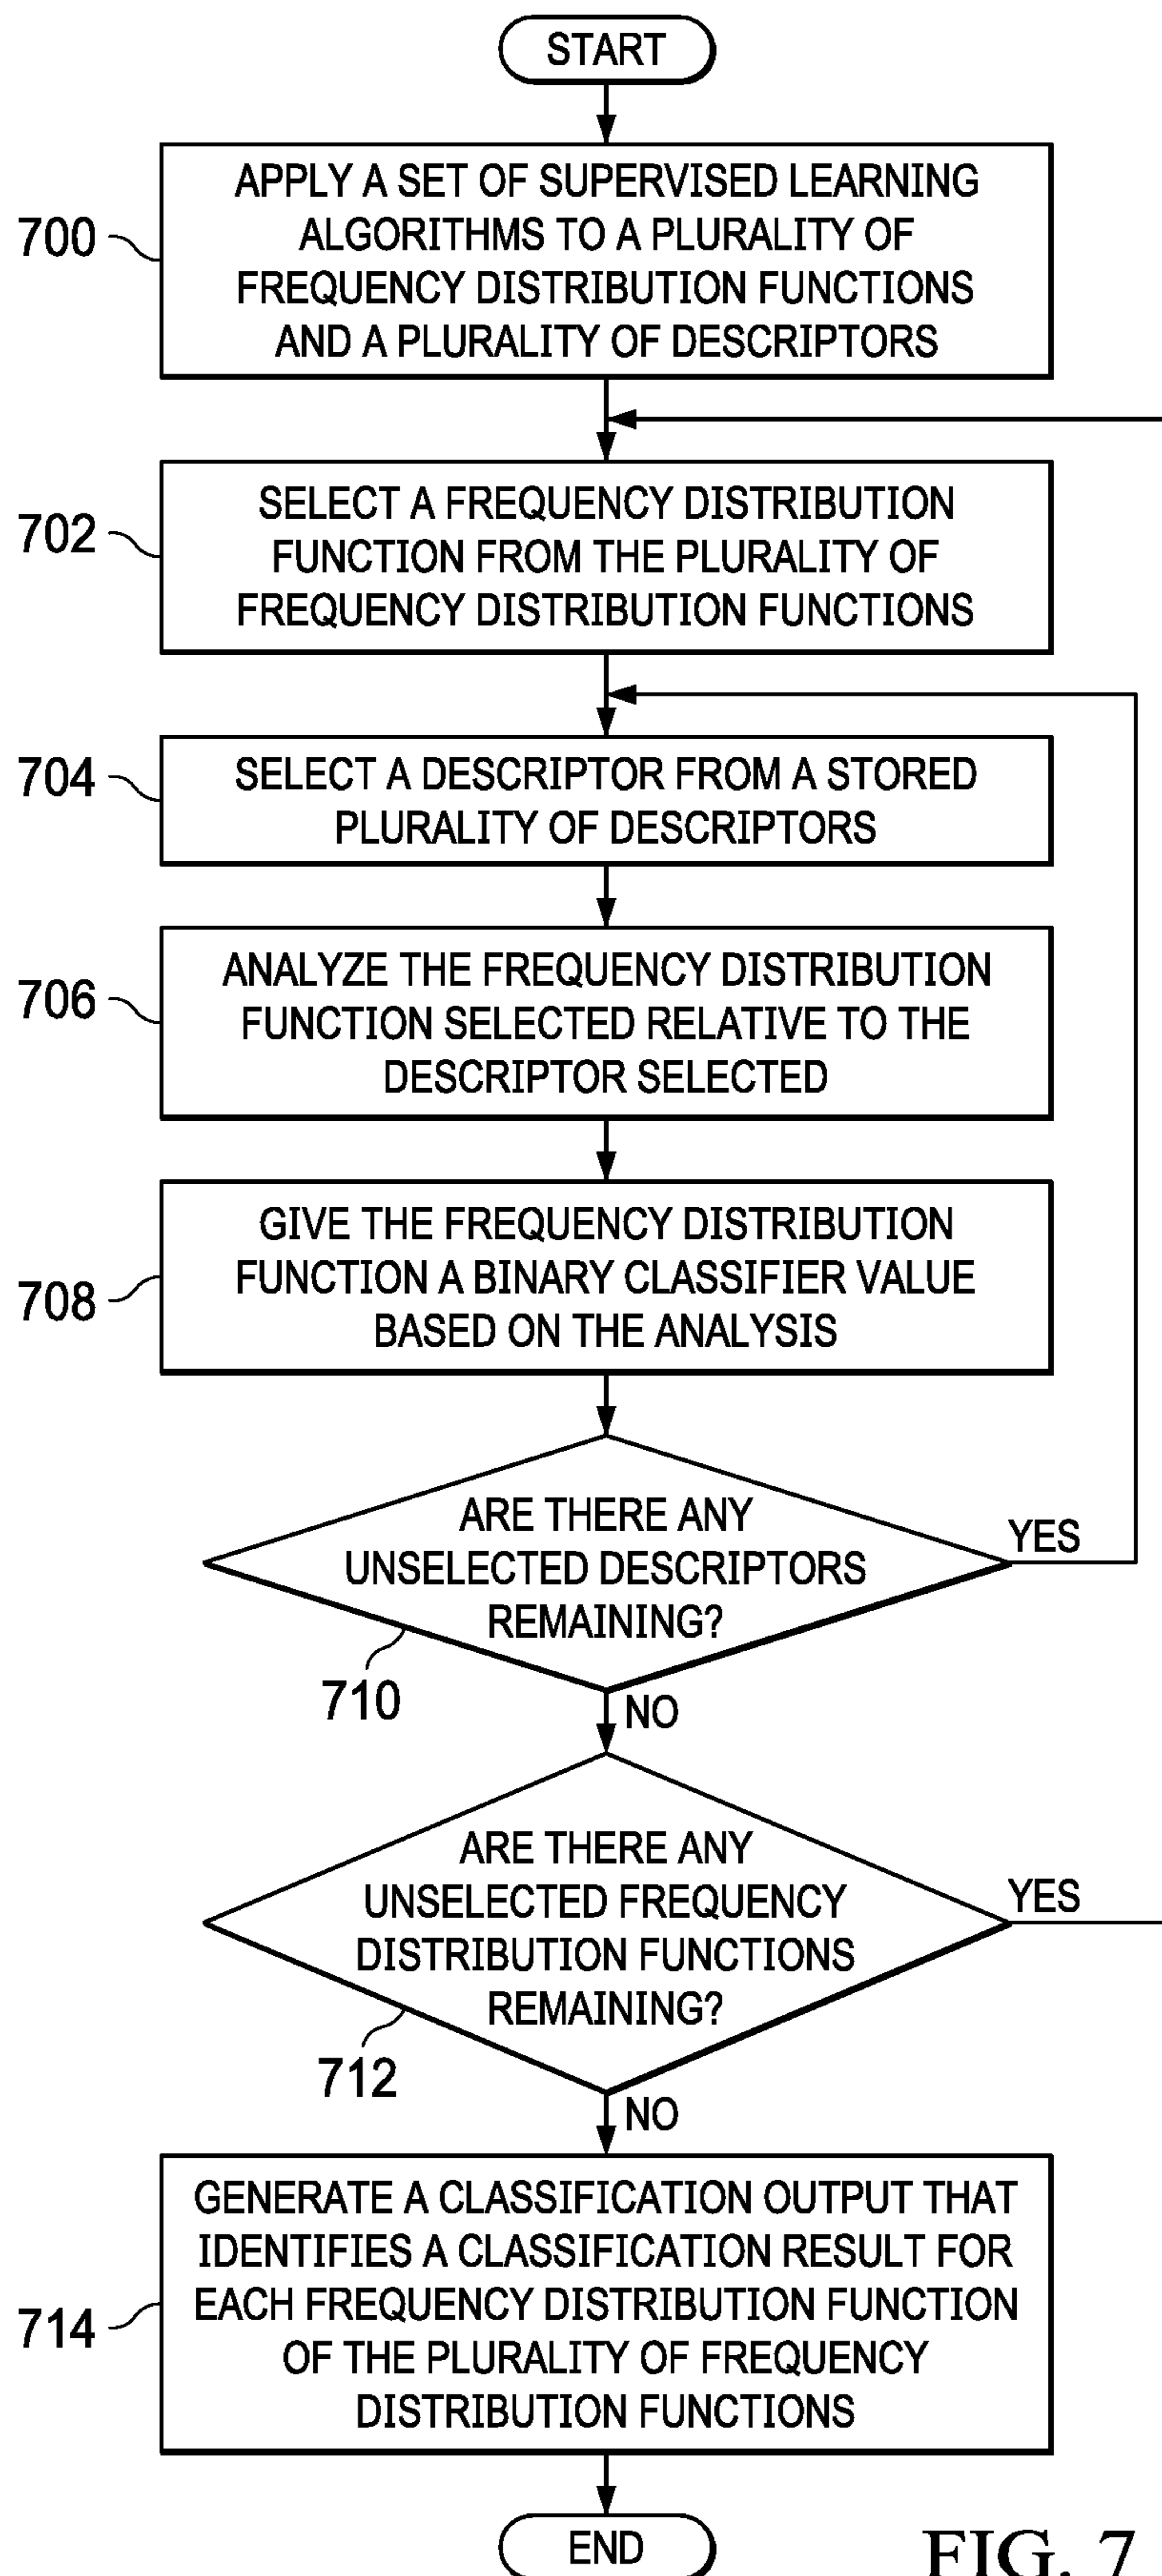 START
APPLY A SET OF SUPERVISED LEARNING
ALGORITHMS TO A PLURALITY OF
FREQUENCY DISTRIBUTION FUNCTIONS
AND A PLURALITY OF DESCRIPTORS
700
SELECT A FREQUENCY DISTRIBUTION
FUNCTION FROM THE PLURALITY OF
FREQUENCY DISTRIBUTION FUNCTIONS
702
SELECT A DESCRIPTOR FROM A STORED
PLURALITY OF DESCRIPTORS
704
ANALYZE THE FREQUENCY DISTRIBUTION
FUNCTION SELECTED RELATIVE TO THE
DESCRIPTOR SELECTED
706
GIVE THE FREQUENCY DISTRIBUTION
FUNCTION A BINARY CLASSIFIER VALUE
BASED ON THE ANALYSIS
708
ARE THERE ANY
UNSELECTED DESCRIPTORS
REMAINING?
YES
710
NO
ARE THERE ANY
UNSELECTED FREQUENCY
DISTRIBUTION FUNCTIONS
REMAINING?
YES
712
NO
GENERATE A CLASSIFICATION OUTPUT THAT
IDENTIFIES A CLASSIFICATION RESULT FOR
EACH FREQUENCY DISTRIBUTION FUNCTION
OF THE PLURALITY OF FREQUENCY
DISTRIBUTION FUNCTIONS
714
END
FIG. 7